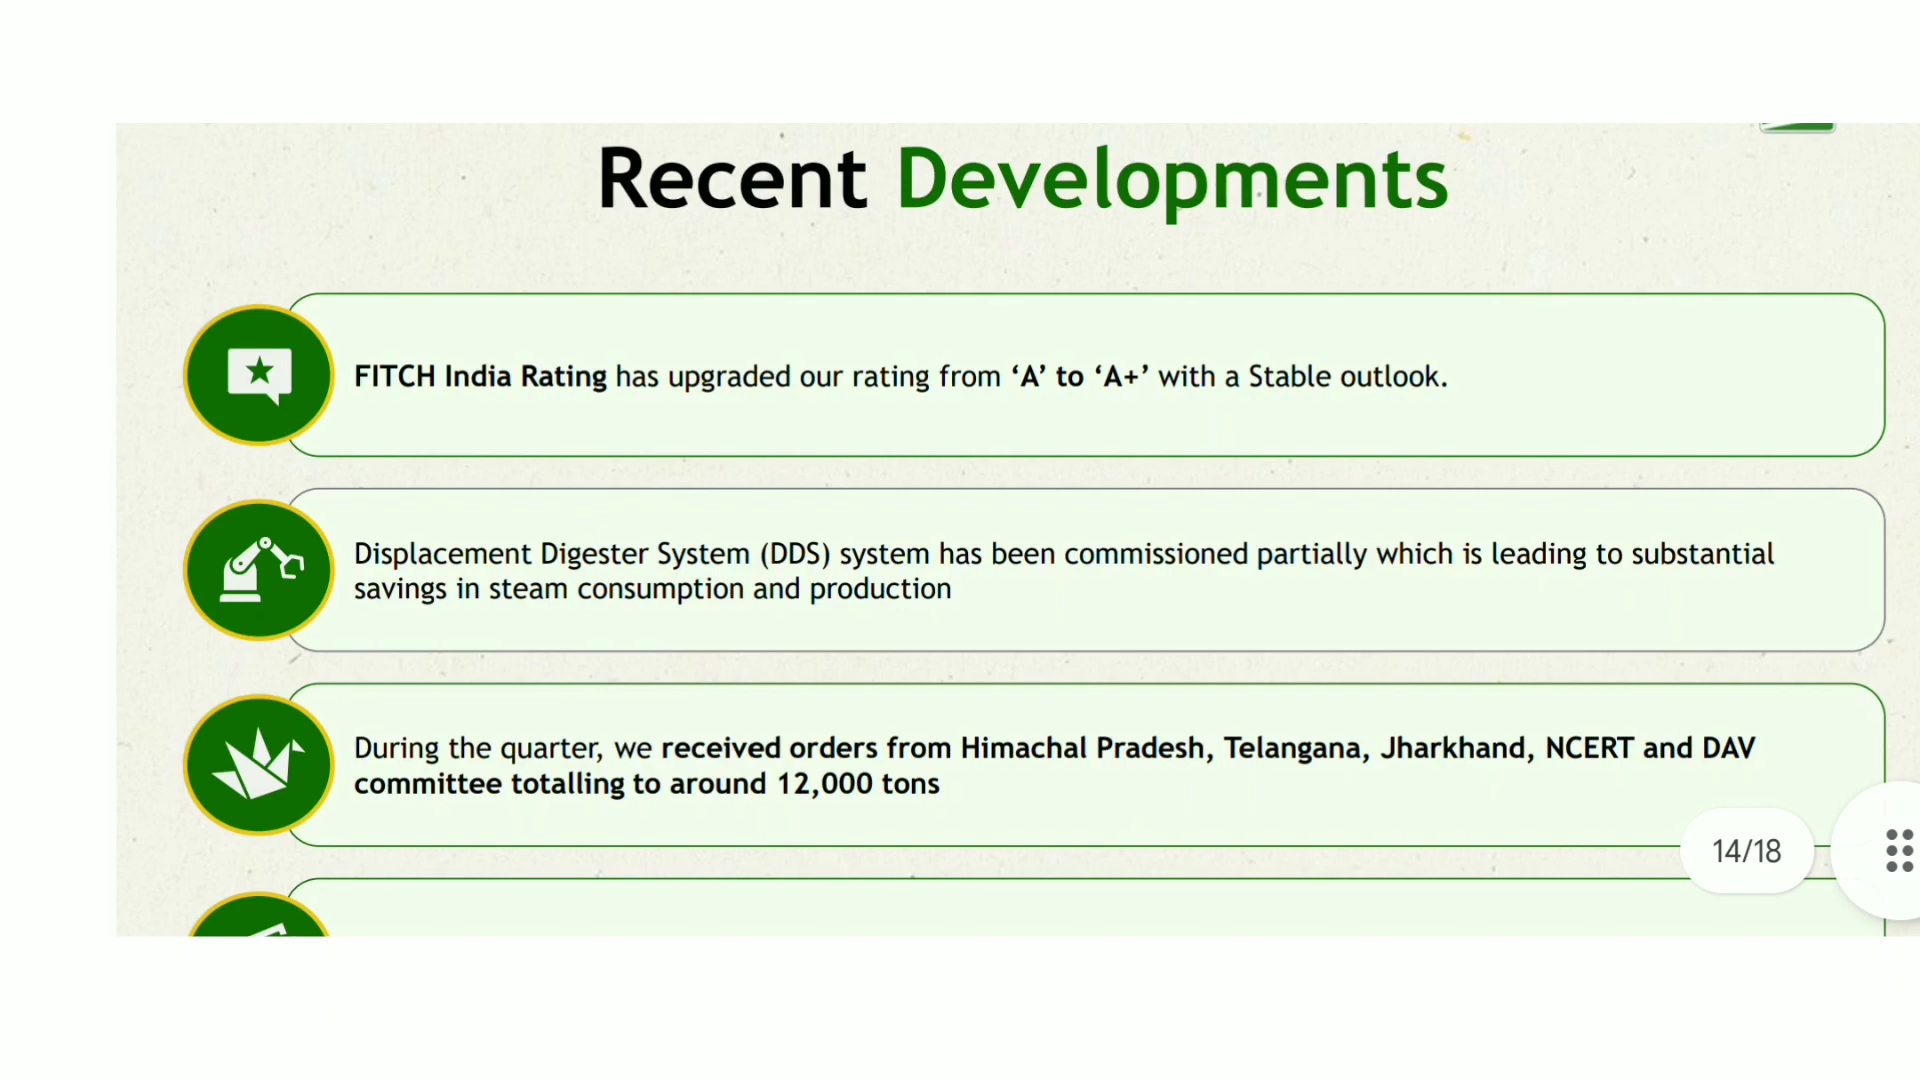 Recent Developments
FITCH India Rating has upgraded our rating from ‘A’ to ‘A+’ with a Stable outlook.
Displacement Digester System (DDS) system has been commissioned partially which is leading to substantial
savings in steam consumption and production
During the quarter, we received orders from Himachal Pradesh, Telangana, Jharkhand, NCERT and DAV
committee totalling to around 12,000 tons
14/18